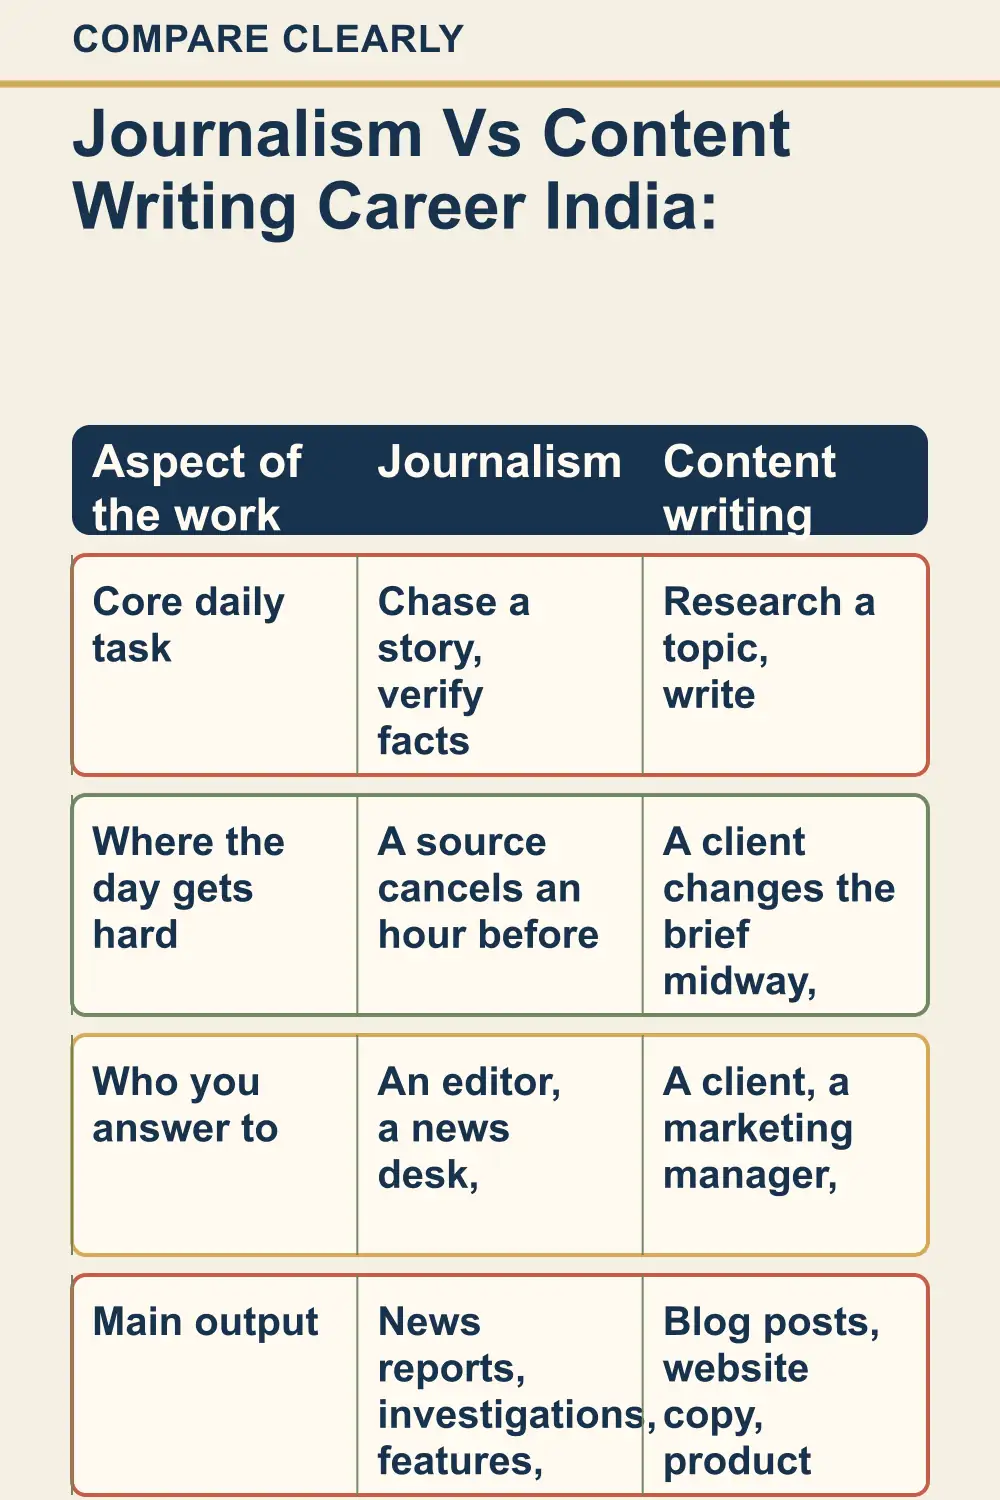 COMPARE CLEARLY
Journalism Vs Content
Writing Career India:
Aspect of
the work
Journalism
Content
writing
Core daily
task
Chase a
story,
verify
facts
Research a
topic,
write
Where the
day gets
hard
A source
cancels an
hour before
A client
changes the
brief
midway,
Who you
answer to
An editor,
a news
desk,
A client, a
marketing
manager,
Main output
News
reports,
investigations,
features,
Blog posts,
website
copy,
product